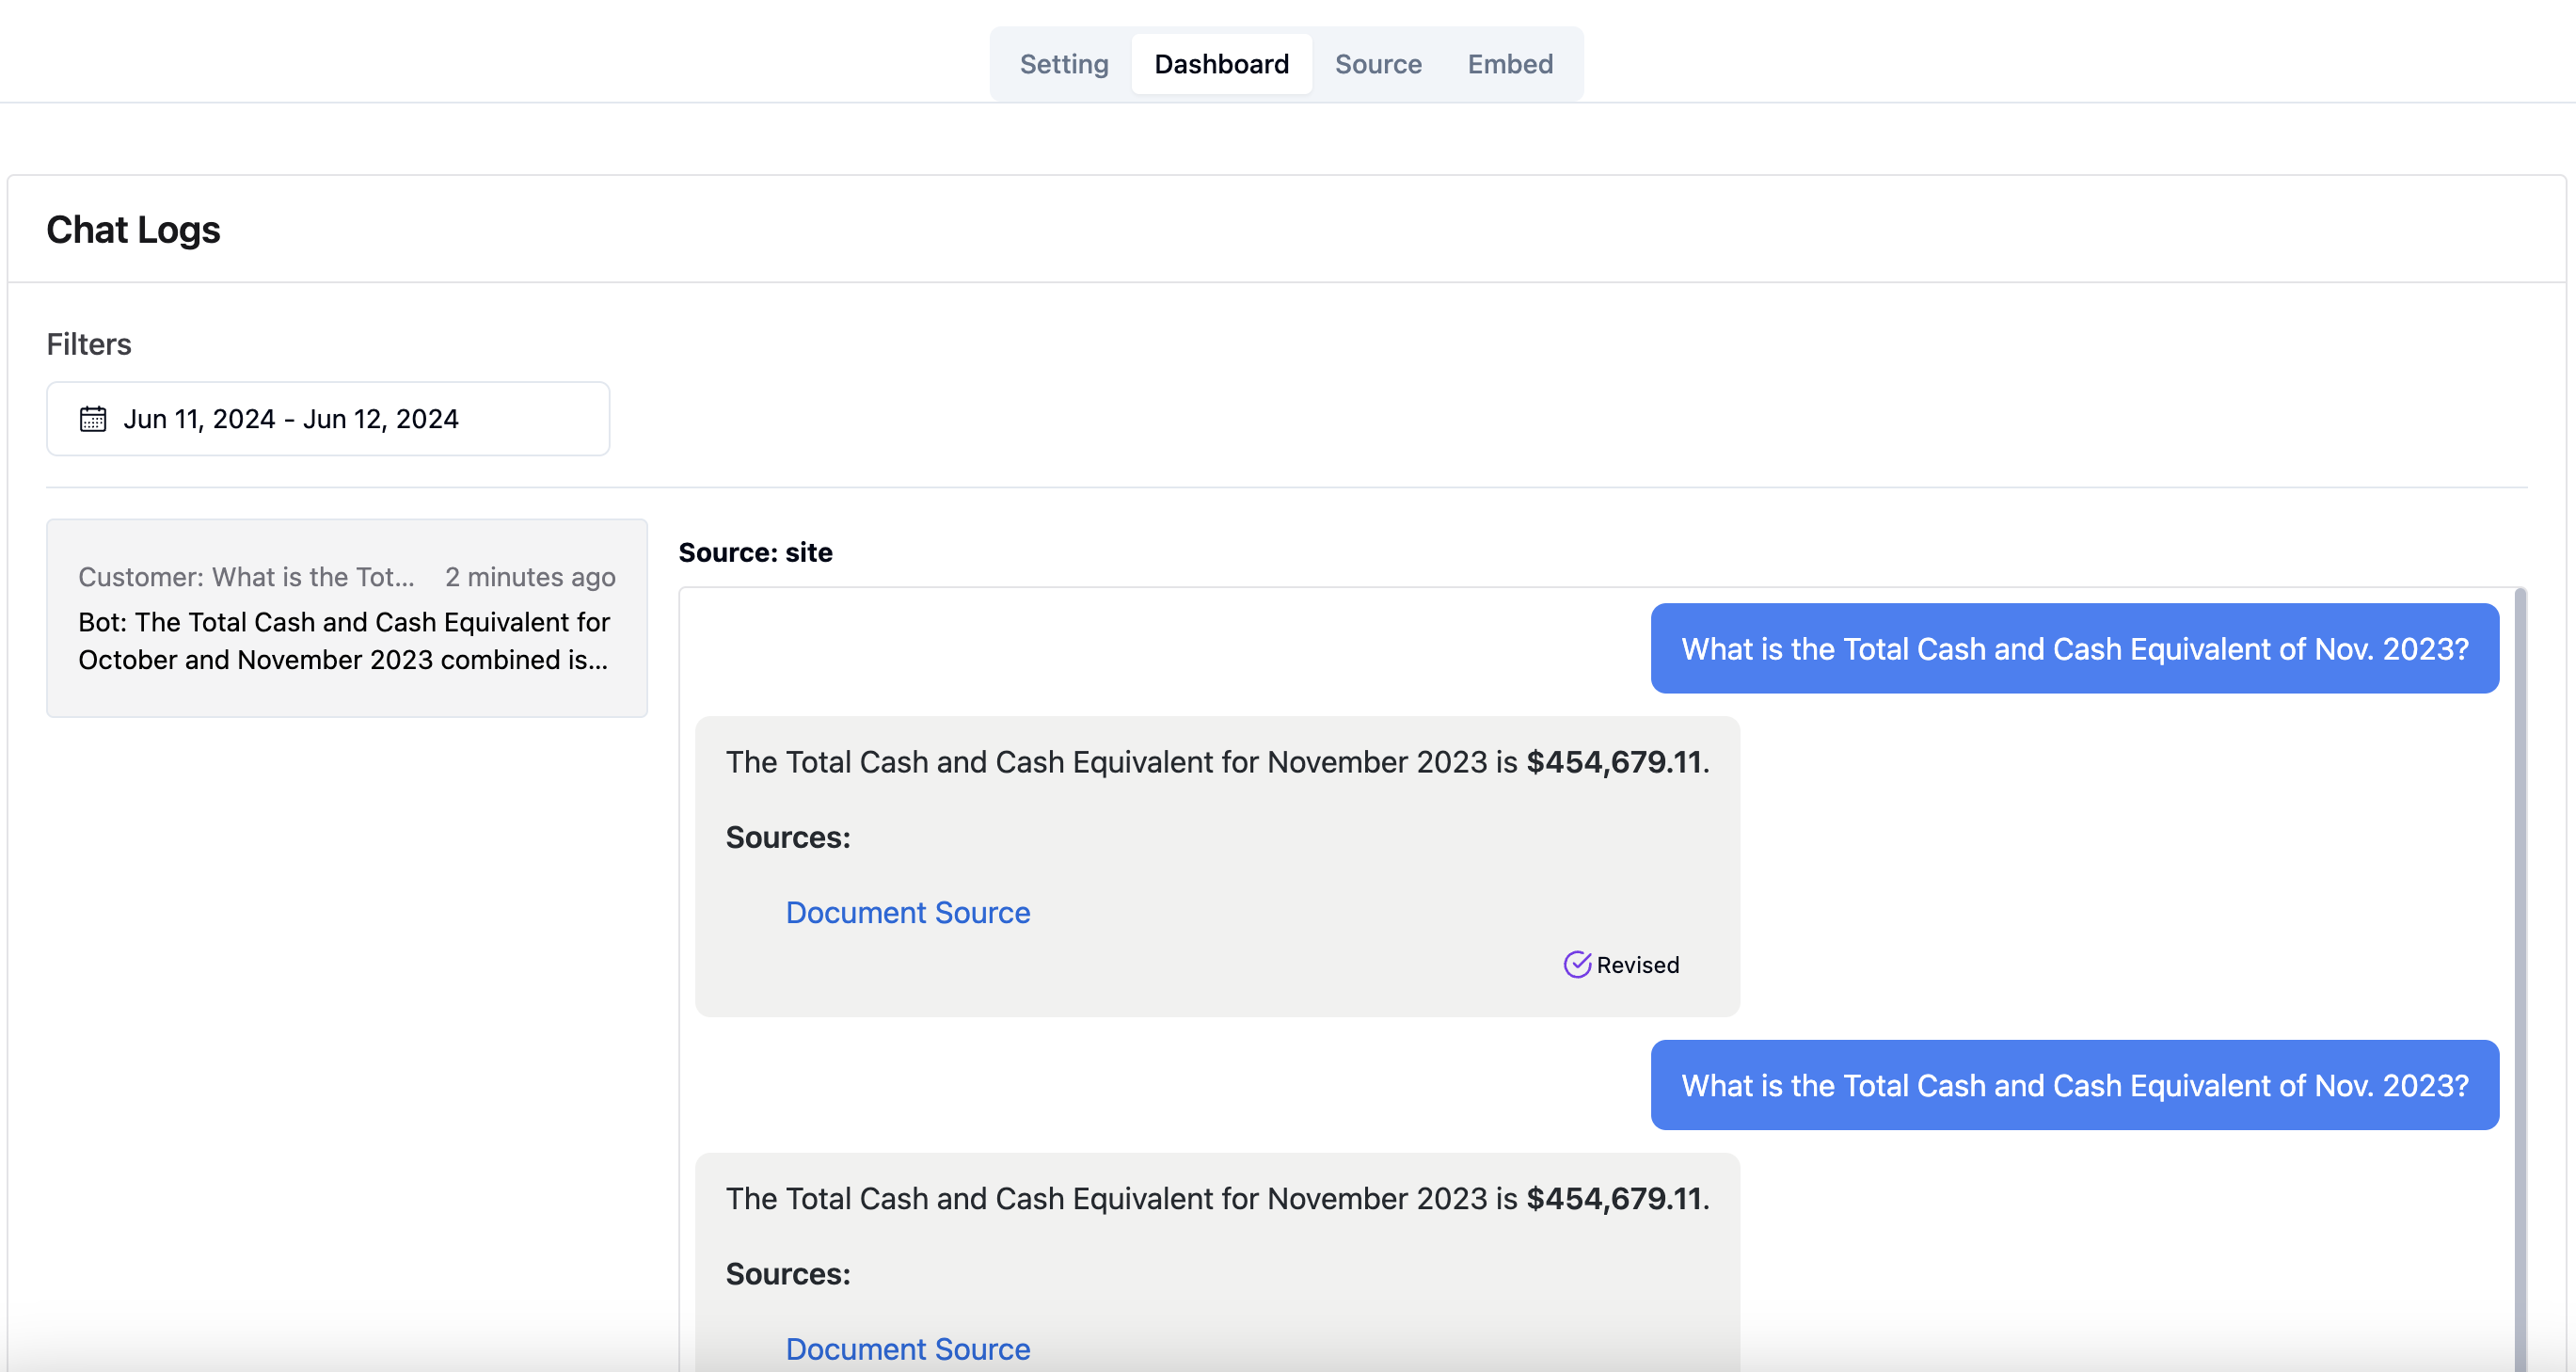 Setting Dashboard Source Embed
Chat Logs
Filters
Jun 11, 2024 - Jun 12, 2024
Customer: What is the Tot... 2 minutes ago
Bot: The Total Cash and Cash Equivalent for
October and November 2023 combined is...
Source: site
What is the Total Cash and Cash Equivalent of Nov. 2023?
The Total Cash and Cash Equivalent for November 2023 is $454,679.11.
Sources:
Document Source
Revised
What is the Total Cash and Cash Equivalent of Nov. 2023?
The Total Cash and Cash Equivalent for November 2023 is $454,679.11.
Sources:
Document Source